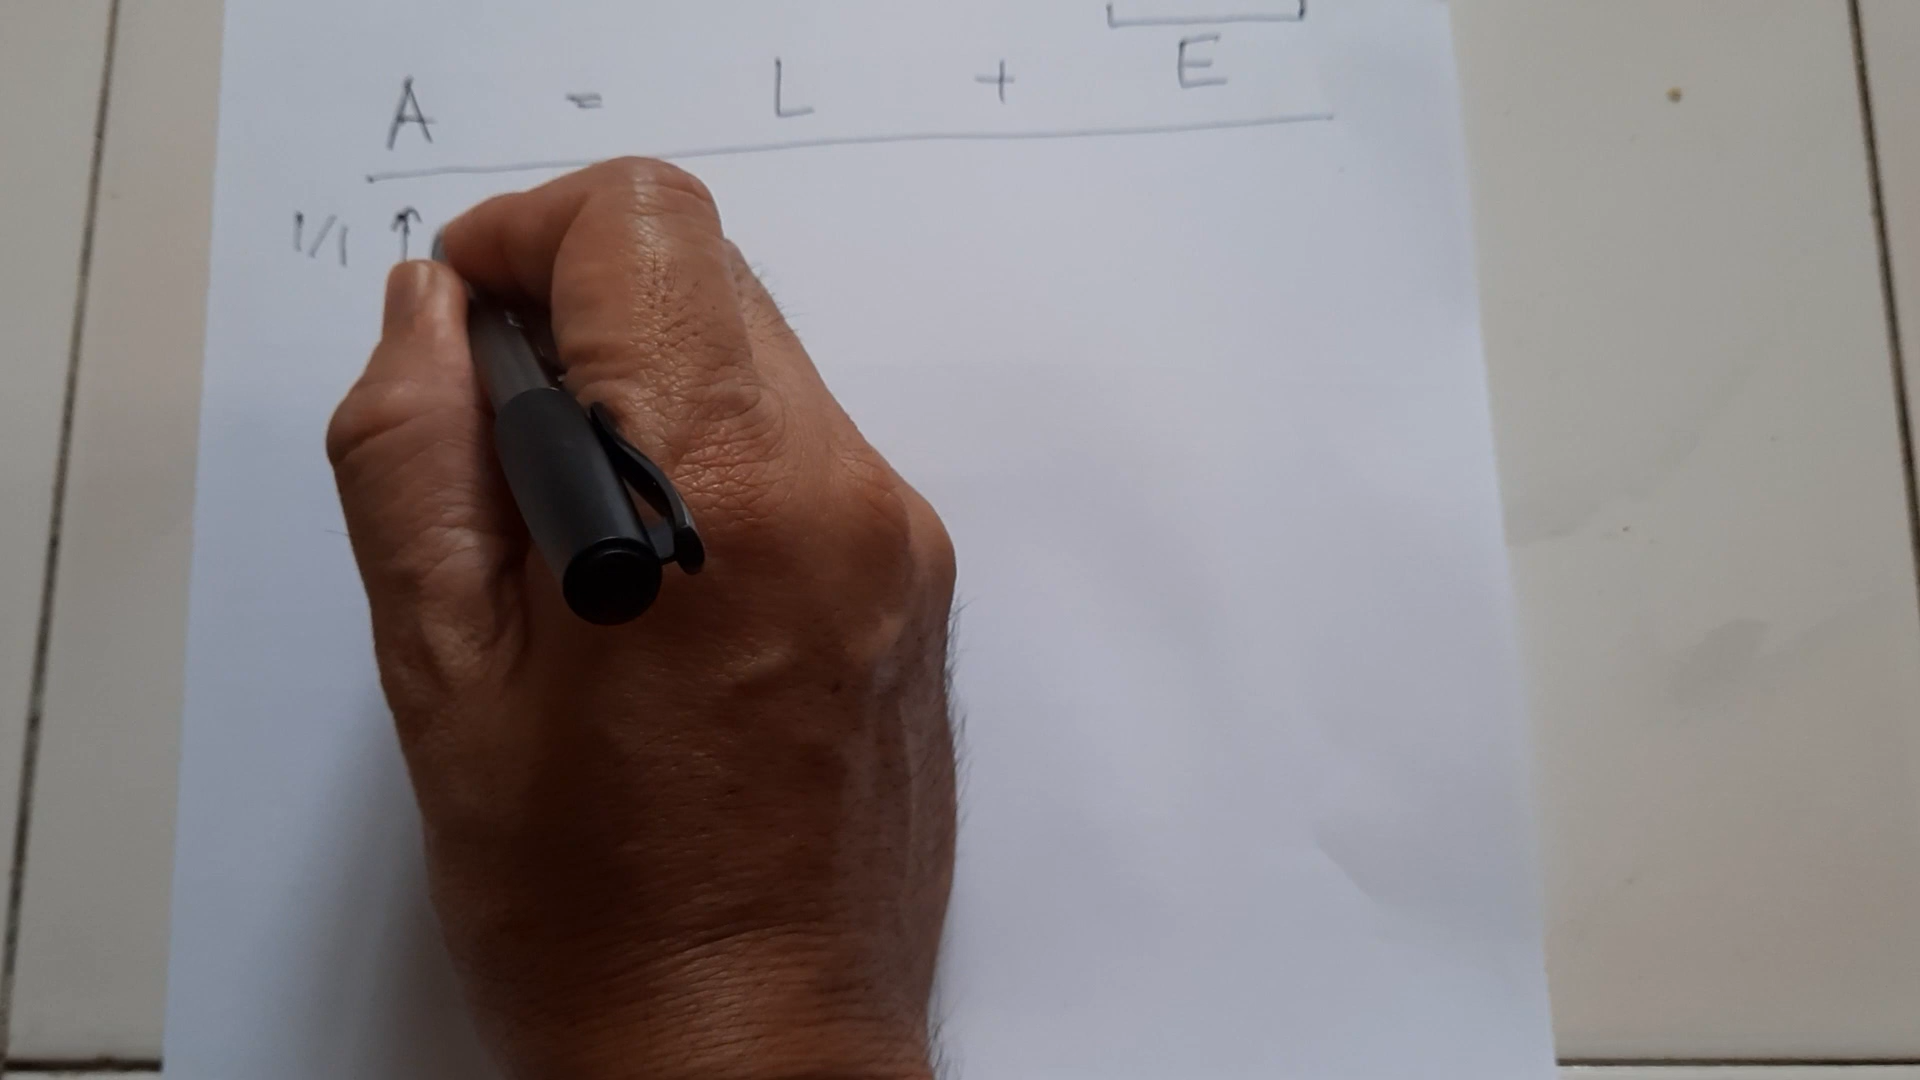 A = L + E
1/1 ↑